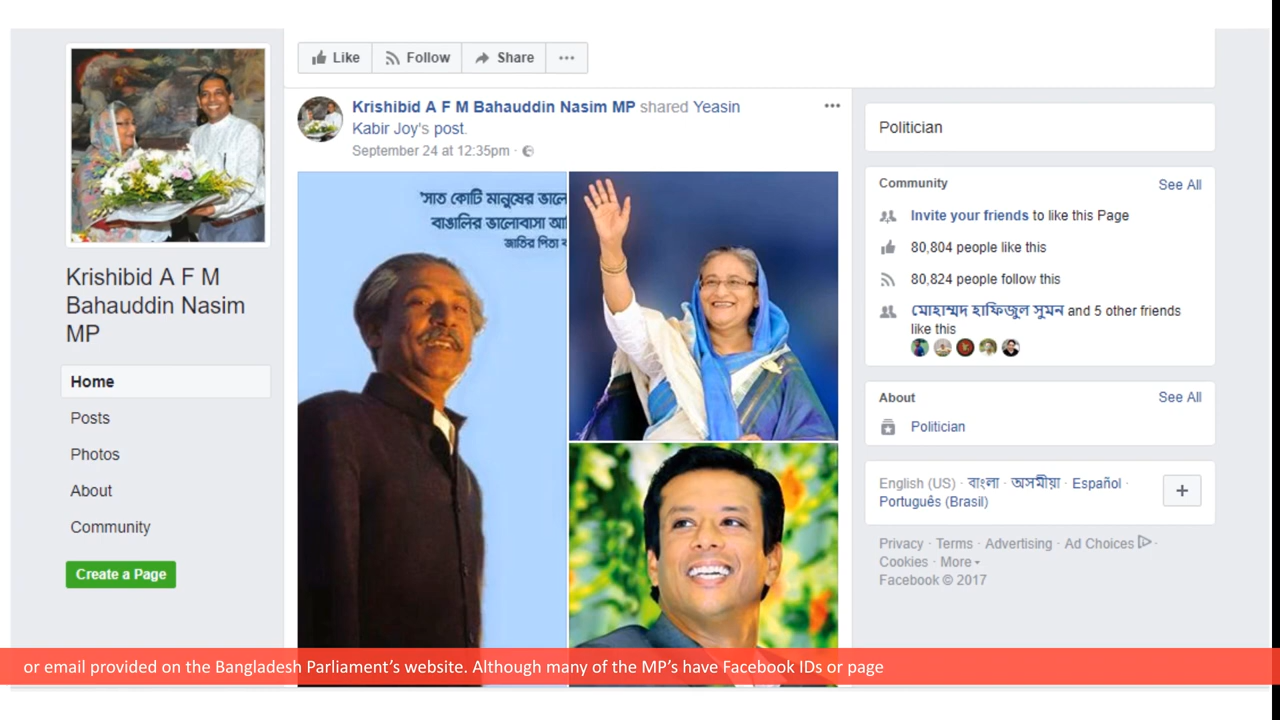 Like
Follow
Share
Krishibid A F M Bahauddin Nasim MP shared Yeasin
Kabir Joy's post.
September 24 at 12:35pm ·
'সাত কোটি মানুষের ভালো
বাঙালির ভালোবাসা আ
জাতির পিতা ব
Krishibid A F M
Bahauddin Nasim
MP
Home
Posts
Photos
About
Community
Create a Page
Politician
Community
See All
Invite your friends to like this Page
80,804 people like this
80,824 people follow this
মোহাম্মদ হাফিজুল সুমন and 5 other friends
like this
About
See All
Politician
English (US) · বাংলা · অসমীয়া · Español ·
Português (Brasil)
Privacy · Terms · Advertising · Ad Choices ·
Cookies · More
Facebook © 2017
or email provided on the Bangladesh Parliament’s website. Although many of the MP’s have Facebook IDs or page